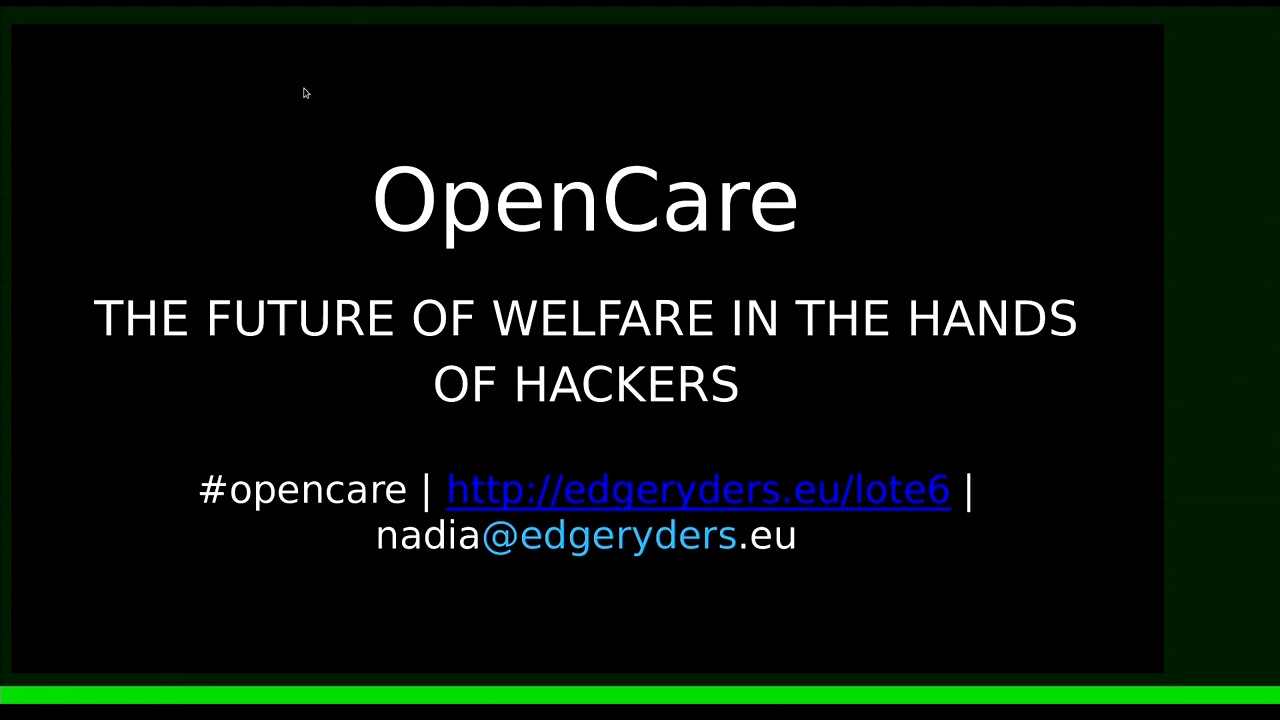 OpenCare
THE FUTURE OF WELFARE IN THE HANDS
OF HACKERS
#opencare | http://edgeryders.eu/lote6 |
nadia@edgeryders.eu